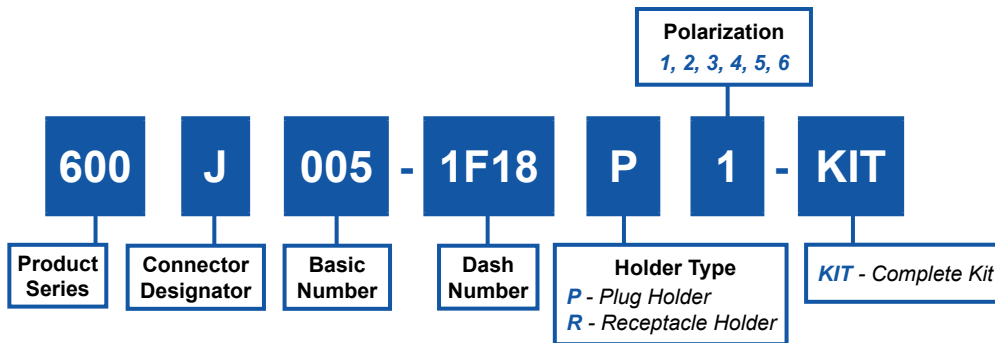 Polarization
1, 2, 3, 4, 5, 6
600 J 005 - 1F18 P 1 - KIT
Product
Series
Connector
Designator
Basic
Number
Dash
Number
Holder Type
P - Plug Holder
R - Receptacle Holder
KIT - Complete Kit